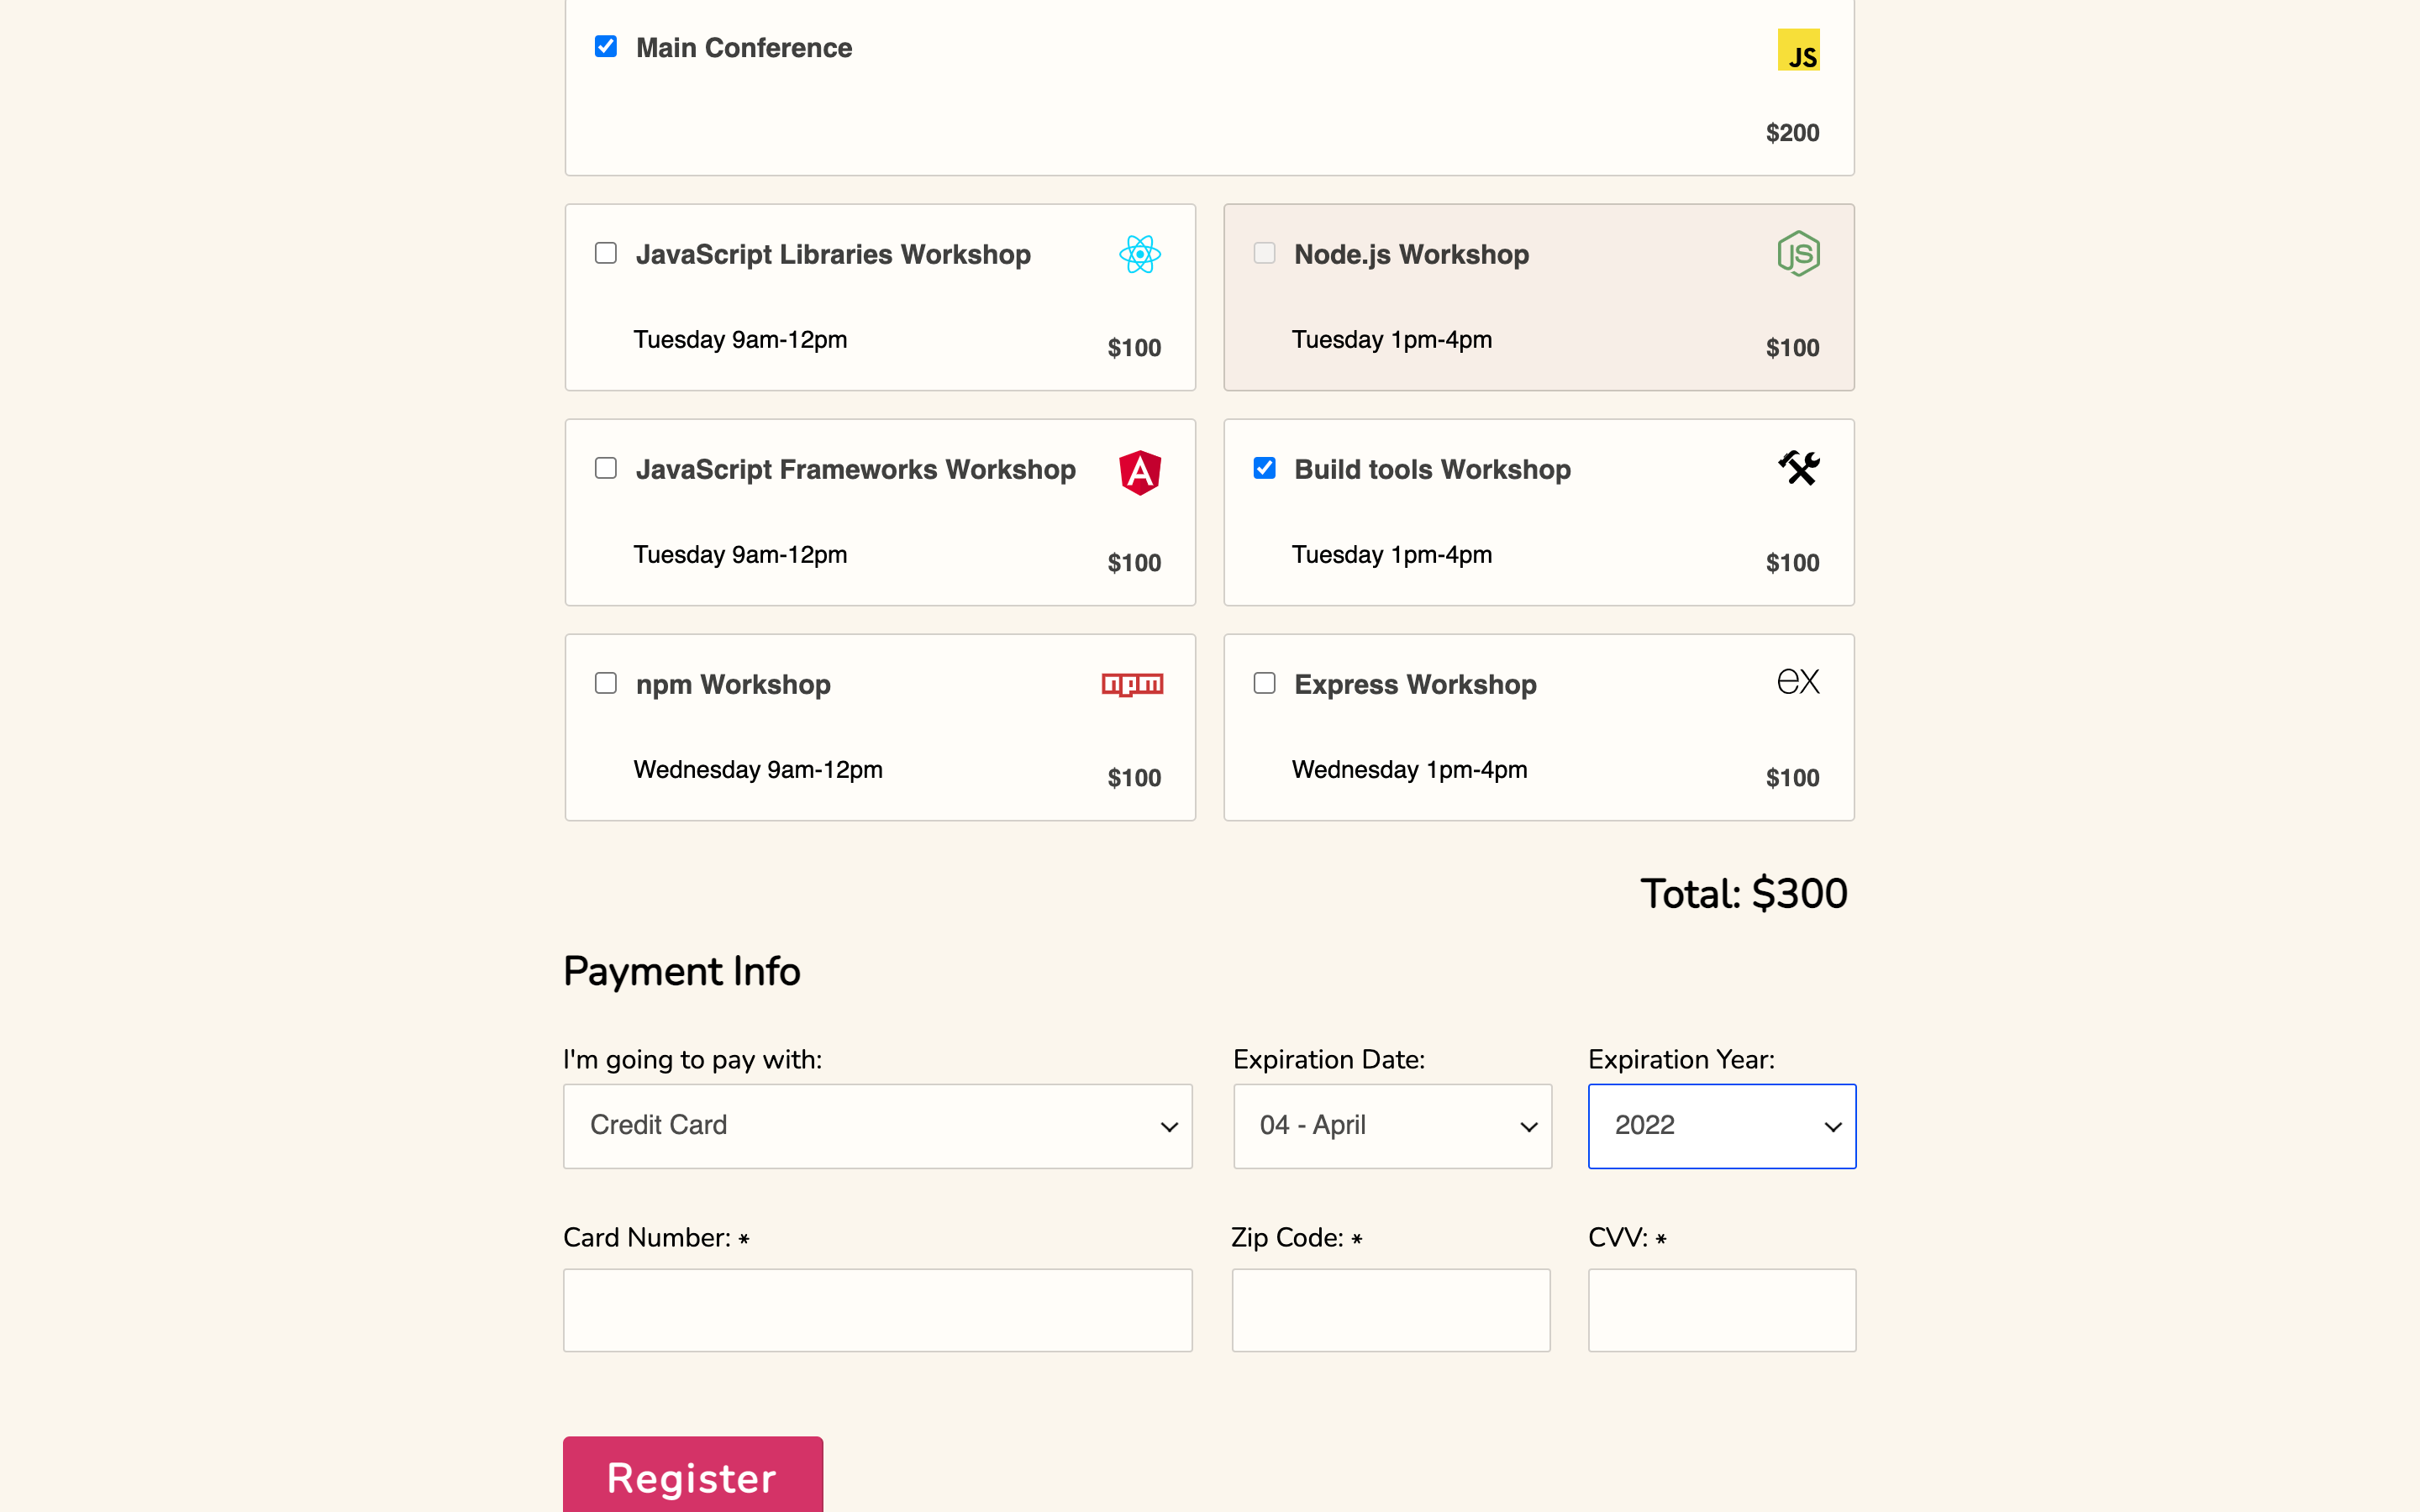 Main Conference
JS
$200
JavaScript Libraries Workshop
Tuesday 9am-12pm
$100
Node.js Workshop
JS
Tuesday 1pm-4pm
$100
JavaScript Frameworks Workshop
A
Tuesday 9am-12pm
$100
Build tools Workshop
Tuesday 1pm-4pm
$100
npm Workshop
npm
Wednesday 9am-12pm
$100
Express Workshop
ex
Wednesday 1pm-4pm
$100
Total: $300
Payment Info
I'm going to pay with:
Credit Card
Expiration Date:
04 - April
Expiration Year:
2022
Card Number: *
Zip Code: *
CVV: *
Register